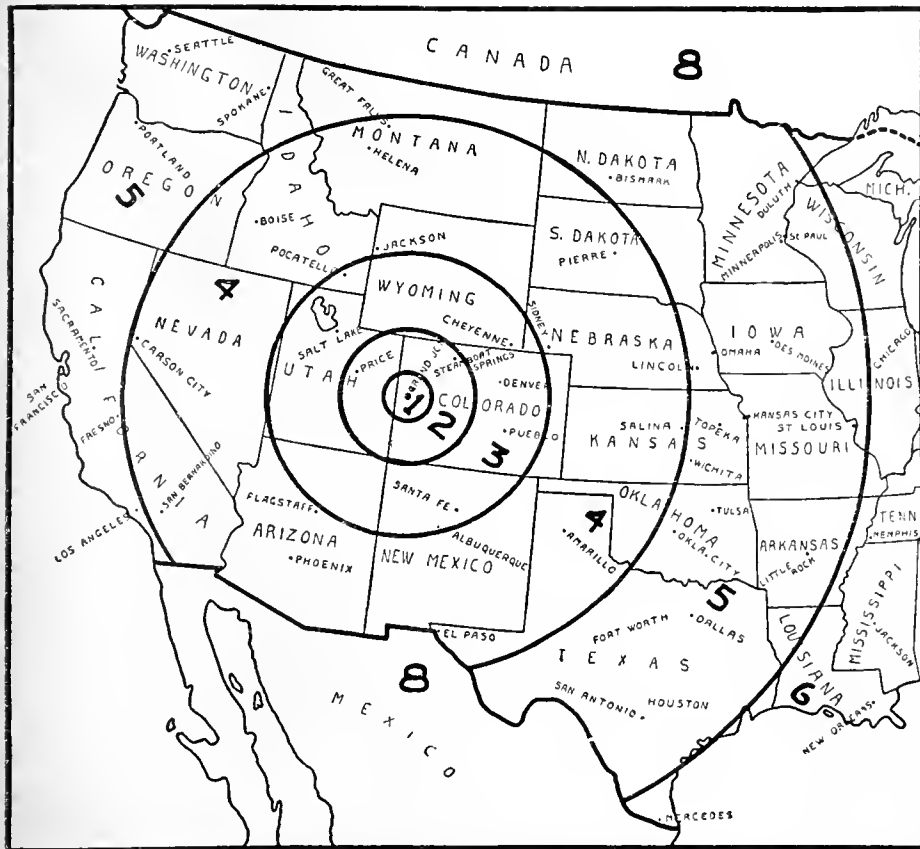 CANADA
8
SEATTLE
WASHINGTON
SPOKANE
GREAT FALLS
MONTANA
HELENA
IDAHO
PORTLAND
OREGON
5
BOISE
POCATELLO
JACKSON
N. DAKOTA
BISMARK
S. DAKOTA
PIERRE
MINNESOTA
DULUTH
MINNEAPOLIS
ST PAUL
WISCONSIN
MICH.
4
NEVADA
CARSON CITY
CALIFORNIA
SACRAMENTO
SAN
FRANCISCO
FRESNO
SAN BERNARDINO
LOS ANGELES
WYOMING
CHEYENNE
SIDNEY
NEBRASKA
LINCOLN
IOWA
OMAHA
DES MOINES
CHICAGO
ILLINOIS
SALT LAKE
UTAH
PRICE
GRAND JC
STEAMBOAT
SPRINGS
DENVER
COLORADO
PUEBLO
1
2
3
SALINA
TOPEKA
KANSAS
WICHITA
KANSAS CITY
ST LOUIS
MISSOURI
FLAGSTAFF
ARIZONA
PHOENIX
SANTA FE
ALBUQUERQUE
NEW MEXICO
4
AMARILLO
OKLAHOMA
TULSA
OKLA. CITY
ARKANSAS
LITTLE
ROCK
TENN
MEMPHIS
MISSISSIPPI
JACKSON
EL PASO
5
FORT WORTH
DALLAS
TEXAS
SAN ANTONIO
HOUSTON
LOUISIANA
6
NEW ORLEANS
8
MEXICO
MERCEDES